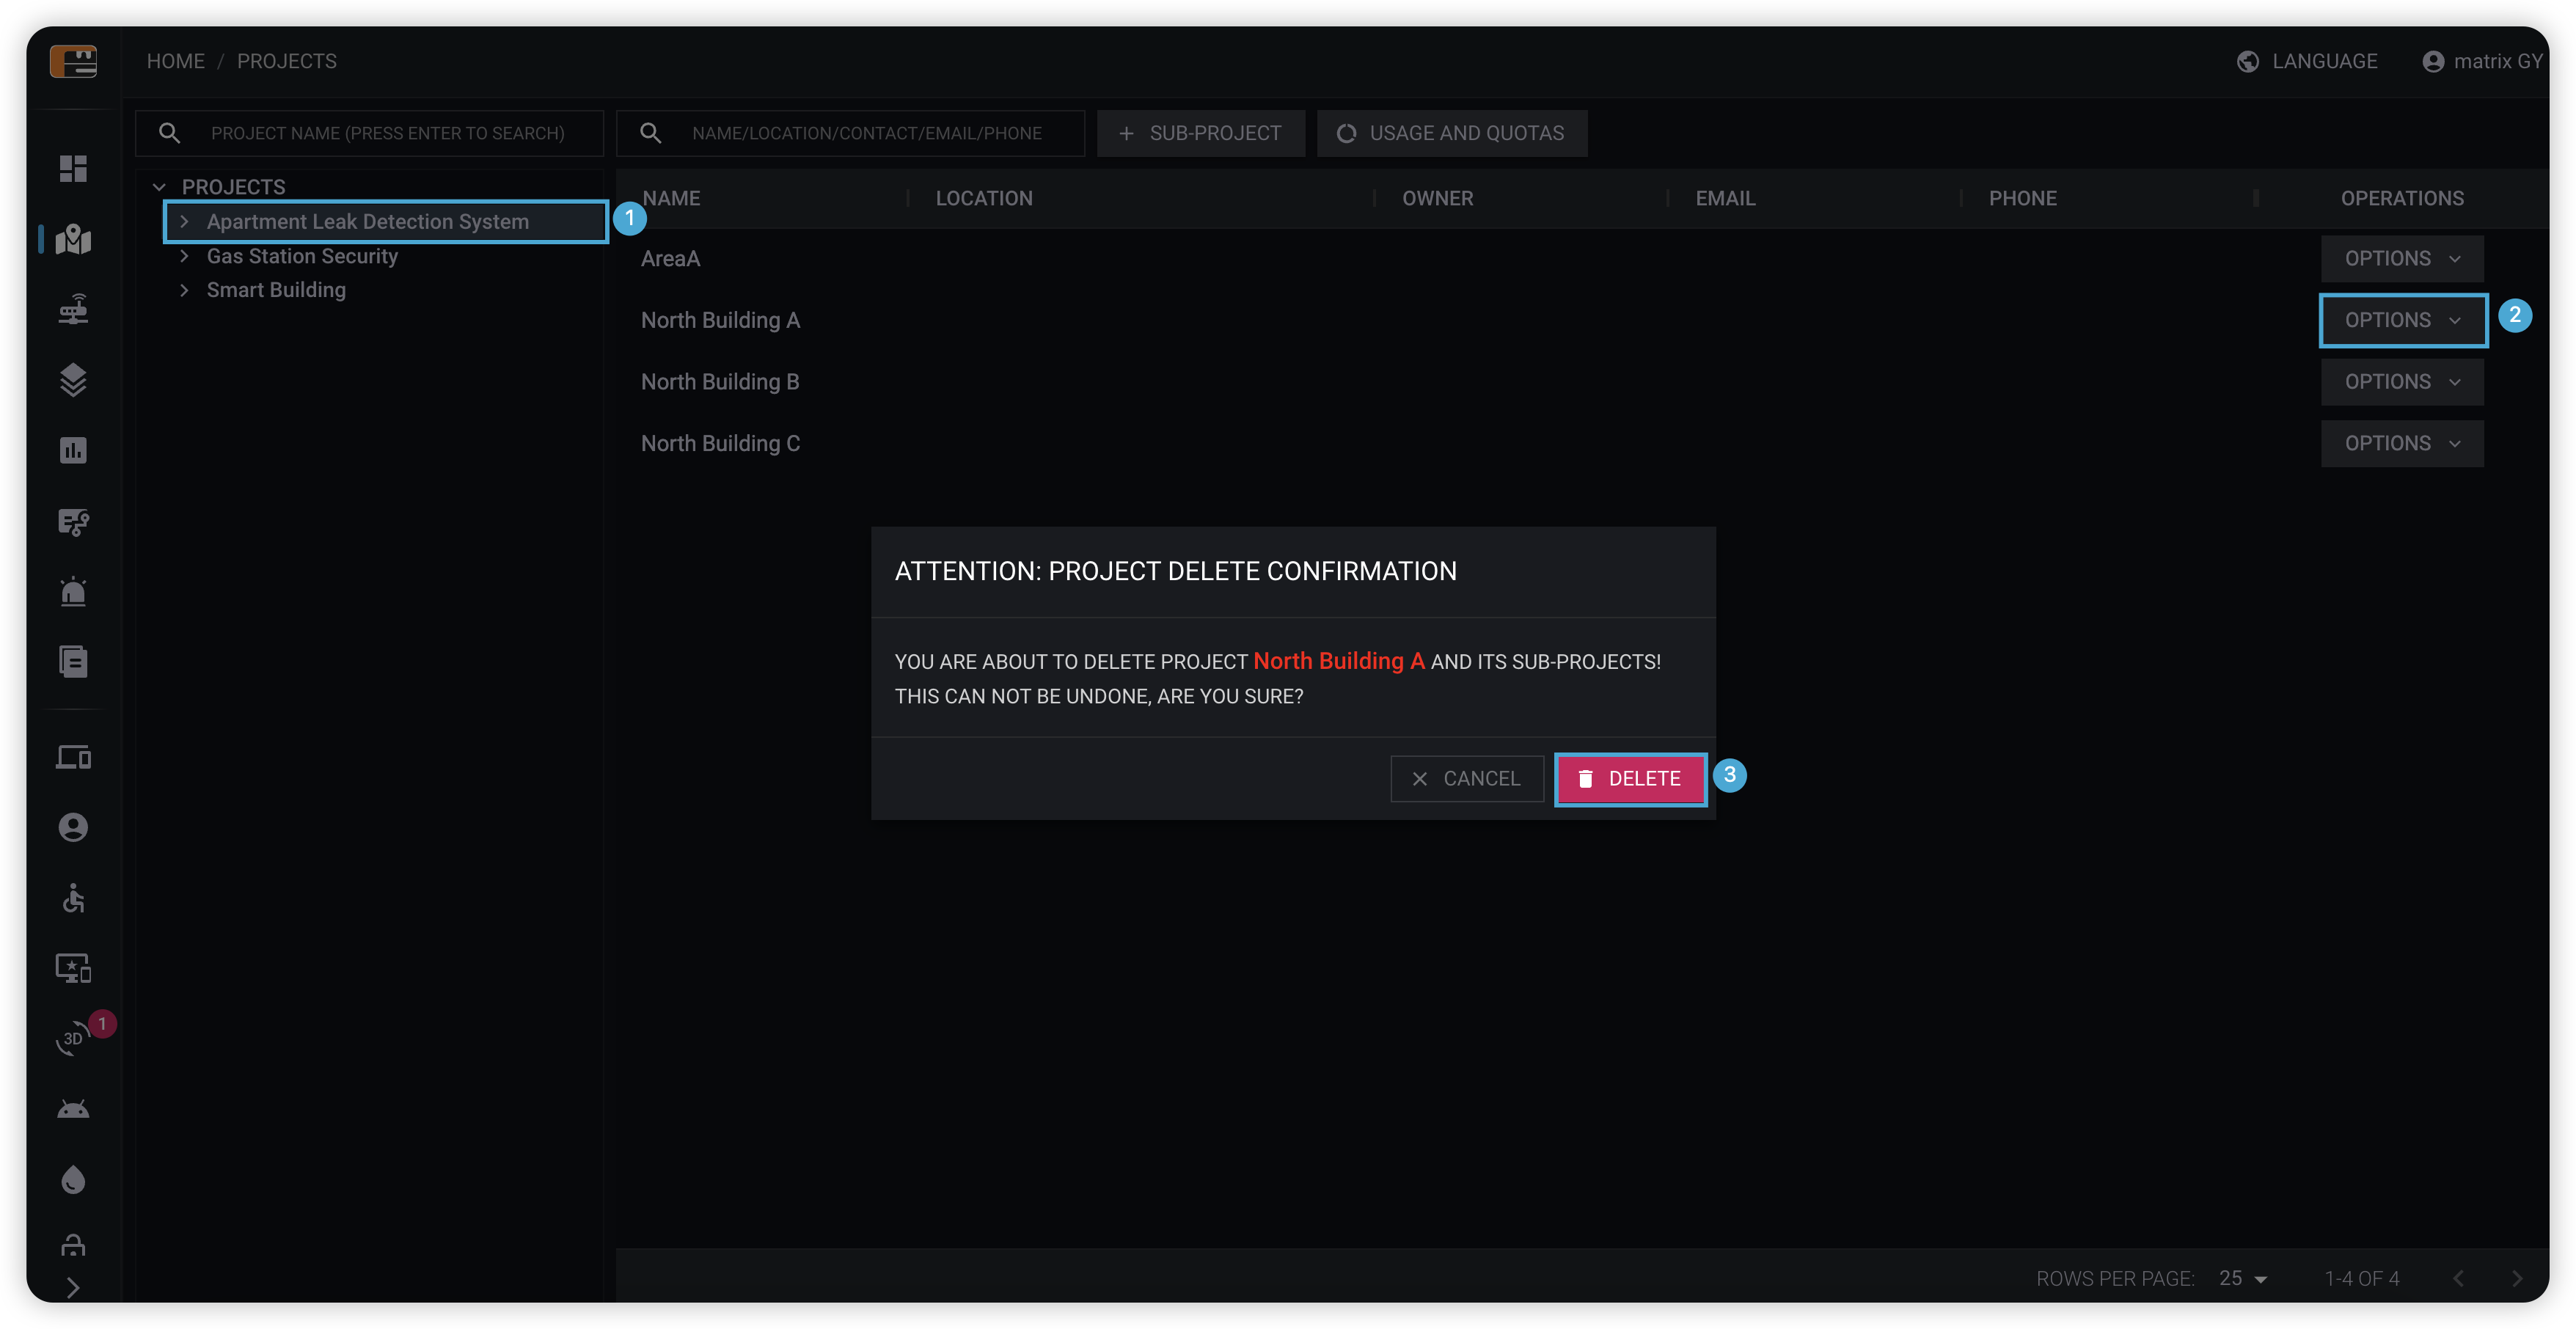 HOME / PROJECTS
LANGUAGE
matrix GY
PROJECT NAME (PRESS ENTER TO SEARCH)
NAME/LOCATION/CONTACT/EMAIL/PHONE
+ SUB-PROJECT
USAGE AND QUOTAS
PROJECTS
Apartment Leak Detection System
1
Gas Station Security
Smart Building
NAME
LOCATION
OWNER
EMAIL
PHONE
OPERATIONS
AreaA
OPTIONS
North Building A
OPTIONS
2
North Building B
OPTIONS
North Building C
OPTIONS
ATTENTION: PROJECT DELETE CONFIRMATION
YOU ARE ABOUT TO DELETE PROJECT North Building A AND ITS SUB-PROJECTS!
THIS CAN NOT BE UNDONE, ARE YOU SURE?
CANCEL
DELETE
3
3D
1
ROWS PER PAGE:
25
1-4 OF 4